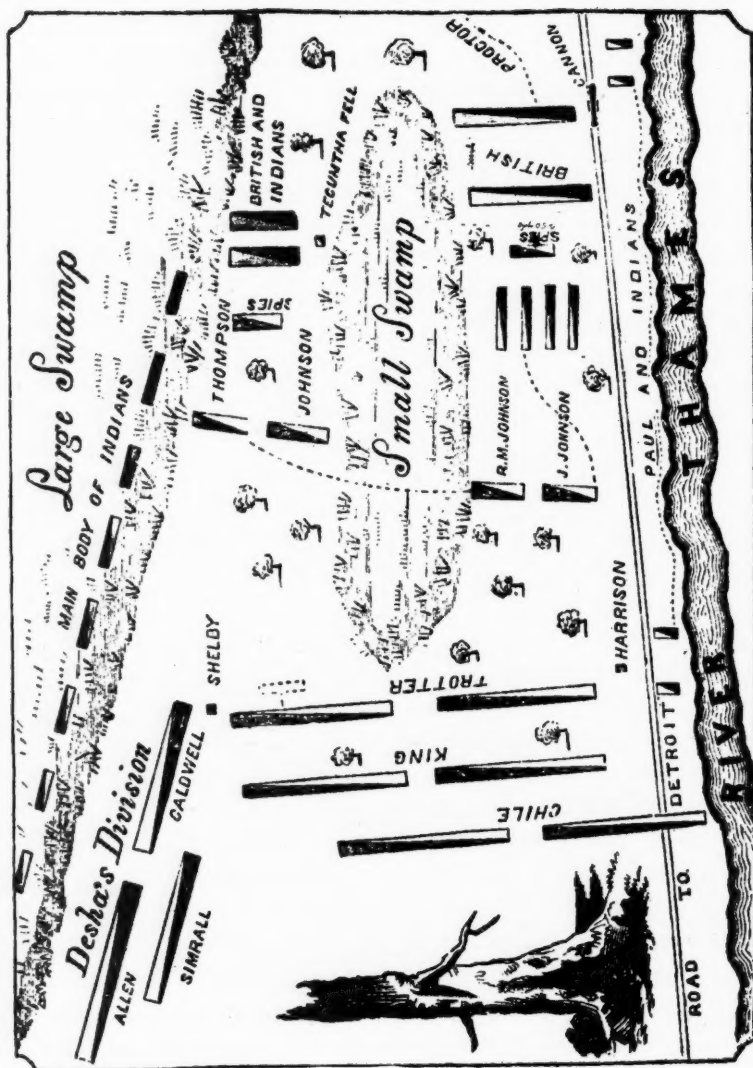 Large Swamp
MAIN BODY OF INDIANS
Desha's Division
ALLEN
SIMRALL
CALDWELL
SHELBY
THOMPSON
JOHNSON
SPIES
BRITISH AND
INDIANS
TECUMTHA FELL
Small Swamp
PROCTOR
CANNON
BRITISH
SPIES
R.M.JOHNSON
J.JOHNSON
HARRISON
TROTTER
KING
CHILE
PAUL AND INDIANS
ROAD TO DETROIT
RIVER THAMES